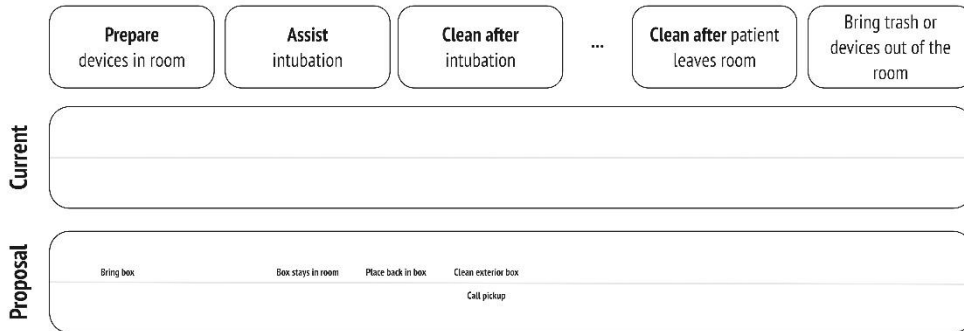 Prepare
devices in room
Assist
intubation
Clean after
intubation
...
Clean after patient
leaves room
Bring trash or
devices out of the
room
Current
Proposal
Bring box
Box stays in room
Place back in box
Clean exterior box
Call pickup